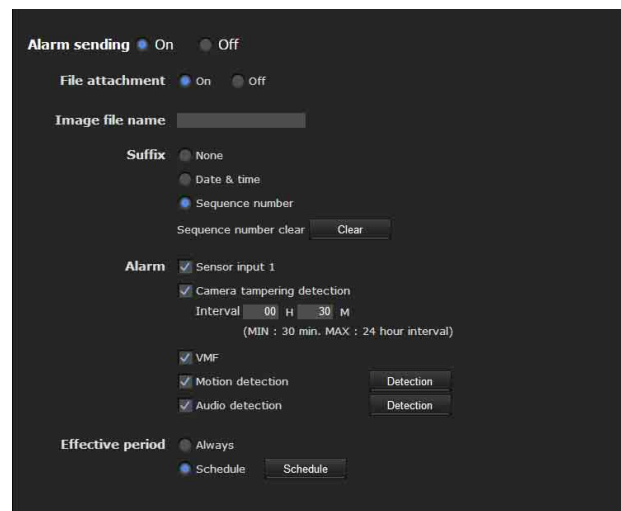 Alarm sending On Off
File attachment On Off
Image file name
Suffix None
Date & time
Sequence number
Sequence number clear Clear
Alarm Sensor input 1
Camera tampering detection
Interval 00 H 30 M
(MIN : 30 min. MAX : 24 hour interval)
VMF
Motion detection Detection
Audio detection Detection
Effective period Always
Schedule Schedule